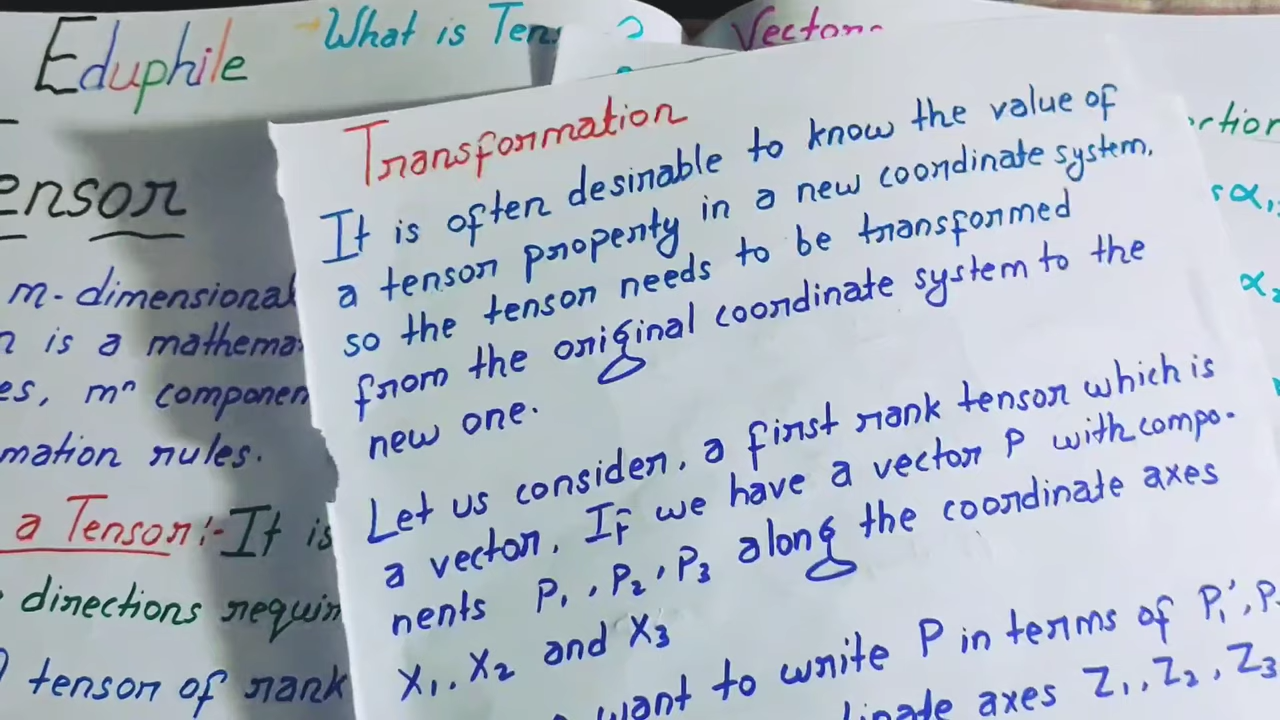 Eduphile
What is Ten
?
Vector
Transformation
It is often desirable to know the value of
a tensor property in a new coordinate system,
so the tensor needs to be transformed
from the original coordinate system to the
new one.
Let us consider, a first rank tensor which is
a vector. If we have a vector P with compo-
nents P₁, P₂, P₃ along the coordinate axes
X₁, X₂ and X₃
want to write P in terms of P₁', P
axes Z₁, Z₂, Z₃
ensor
m-dimensional
is a mathema
es, mⁿ componen
mation rules.
a Tensor:- It is
directions requir
tensor of rank
α₁
α₂